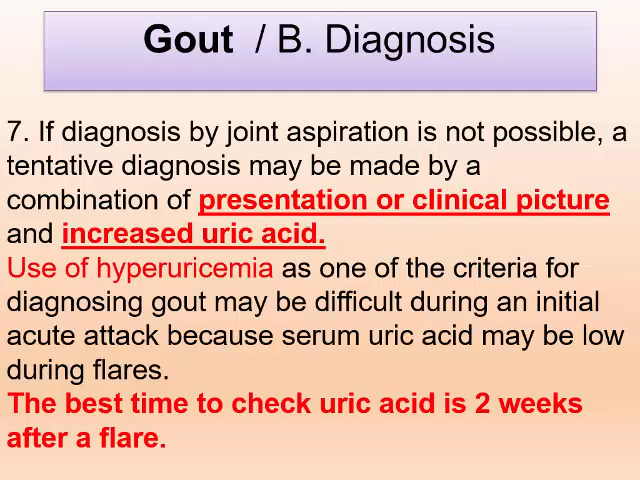 Gout / B. Diagnosis
7. If diagnosis by joint aspiration is not possible, a
tentative diagnosis may be made by a
combination of presentation or clinical picture
and increased uric acid.
Use of hyperuricemia as one of the criteria for
diagnosing gout may be difficult during an initial
acute attack because serum uric acid may be low
during flares.
The best time to check uric acid is 2 weeks
after a flare.